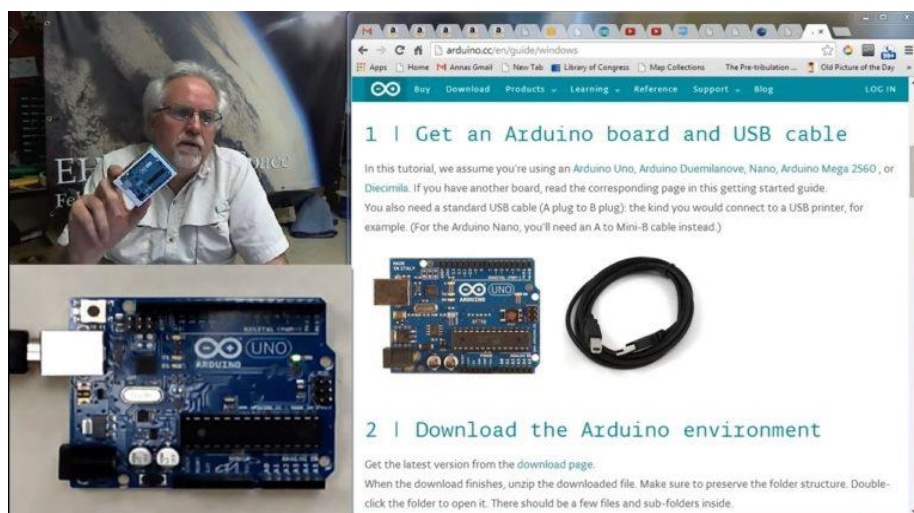 arduino.cc/en/guide/windows
Apps Home Annas Gmail New Tab Library of Congress Map Collections The Pre-tribulation ... Old Picture of the Day »
Buy Download Products Learning Reference Support Blog LOG IN
1 | Get an Arduino board and USB cable
In this tutorial, we assume you're using an Arduino Uno, Arduino Duemilanove, Nano, Arduino Mega 2560 , or
Diecimila. If you have another board, read the corresponding page in this getting started guide.
You also need a standard USB cable (A plug to B plug): the kind you would connect to a USB printer, for
example. (For the Arduino Nano, you'll need an A to Mini-B cable instead.)
MADE
IN ITALY
UNO
ARDUINO
2 | Download the Arduino environment
Get the latest version from the download page.
When the download finishes, unzip the downloaded file. Make sure to preserve the folder structure. Double-
click the folder to open it. There should be a few files and sub-folders inside.
UNO
ARDUINO